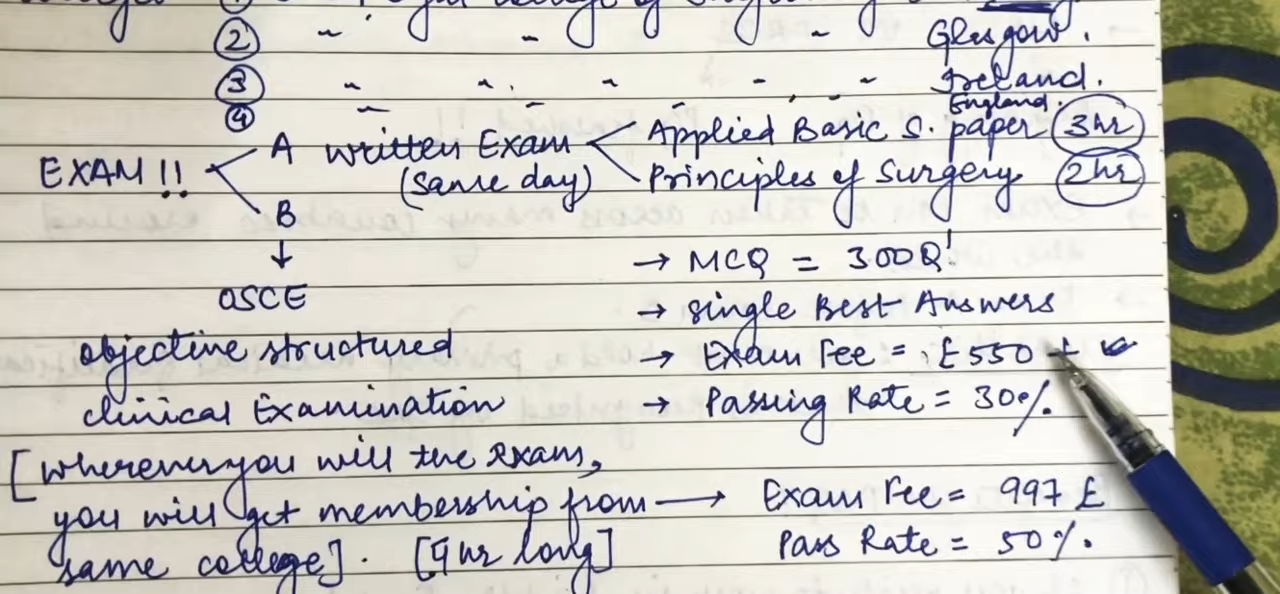 ② " " " " Glasgow.
③ " " " " " Ireland.
④ " " " " " England.
EXAM !! A written Exam Applied Basic S. paper 3hr
(same day) Principles of Surgery 2hr
B
→ MCQ = 300Q!
OSCE → Single Best Answers
objective structured → Exam Fee = £550 +
clinical Examination → Passing Rate = 30%.
[whereever you will the exam,
you will get membership from → Exam Fee = 997 £
same college]. [4hr long] Pass Rate = 50%.